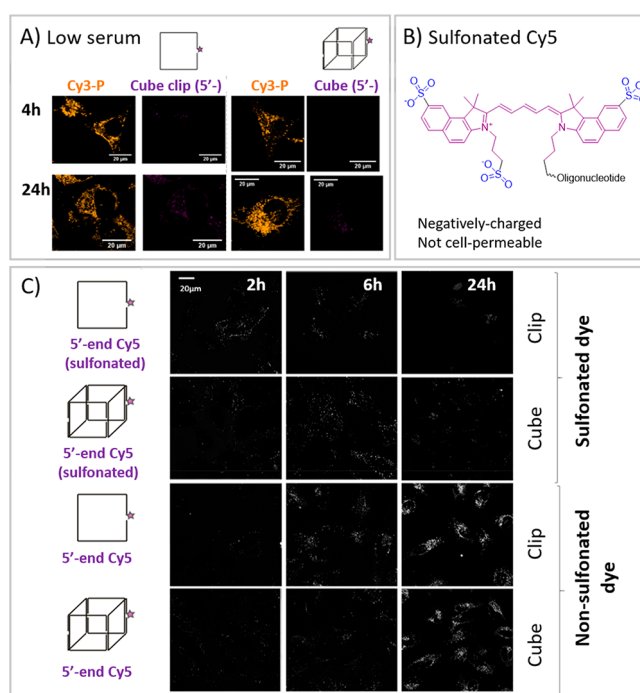 A) Low serum
Cy3-P
Cube clip (5’-)
Cy3-P
Cube (5’-)
4h
20 µm
20 µm
20 µm
20 µm
24h
20 µm
20 µm
20 µm
20 µm
B) Sulfonated Cy5
O
O
S
-O
N+
N
O
S
O
-O
S
O
O
Oligonucleotide
Negatively-charged
Not cell-permeable
C)
20µm
2h
6h
24h
5’-end Cy5
(sulfonated)
Clip
5’-end Cy5
(sulfonated)
Cube
Sulfonated dye
5’-end Cy5
Clip
5’-end Cy5
Cube
Non-sulfonated
dye